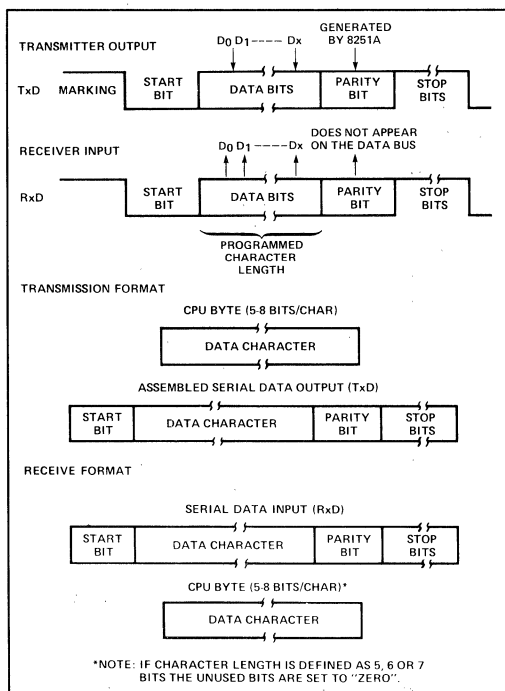 TRANSMITTER OUTPUT
D0 D1 ---- Dx
GENERATED
BY 8251A
TxD MARKING
START
BIT
DATA BITS
PARITY
BIT
STOP
BITS
RECEIVER INPUT
D0 D1 ---- Dx
DOES NOT APPEAR
ON THE DATA BUS
RxD
START
BIT
DATA BITS
PARITY
BIT
STOP
BITS
PROGRAMMED
CHARACTER
LENGTH
TRANSMISSION FORMAT
CPU BYTE (5-8 BITS/CHAR)
DATA CHARACTER
ASSEMBLED SERIAL DATA OUTPUT (TxD)
START
BIT
DATA CHARACTER
PARITY
BIT
STOP
BITS
RECEIVE FORMAT
SERIAL DATA INPUT (RxD)
START
BIT
DATA CHARACTER
PARITY
BIT
STOP
BITS
CPU BYTE (5-8 BITS/CHAR)*
DATA CHARACTER
*NOTE: IF CHARACTER LENGTH IS DEFINED AS 5, 6 OR 7
BITS THE UNUSED BITS ARE SET TO "ZERO".